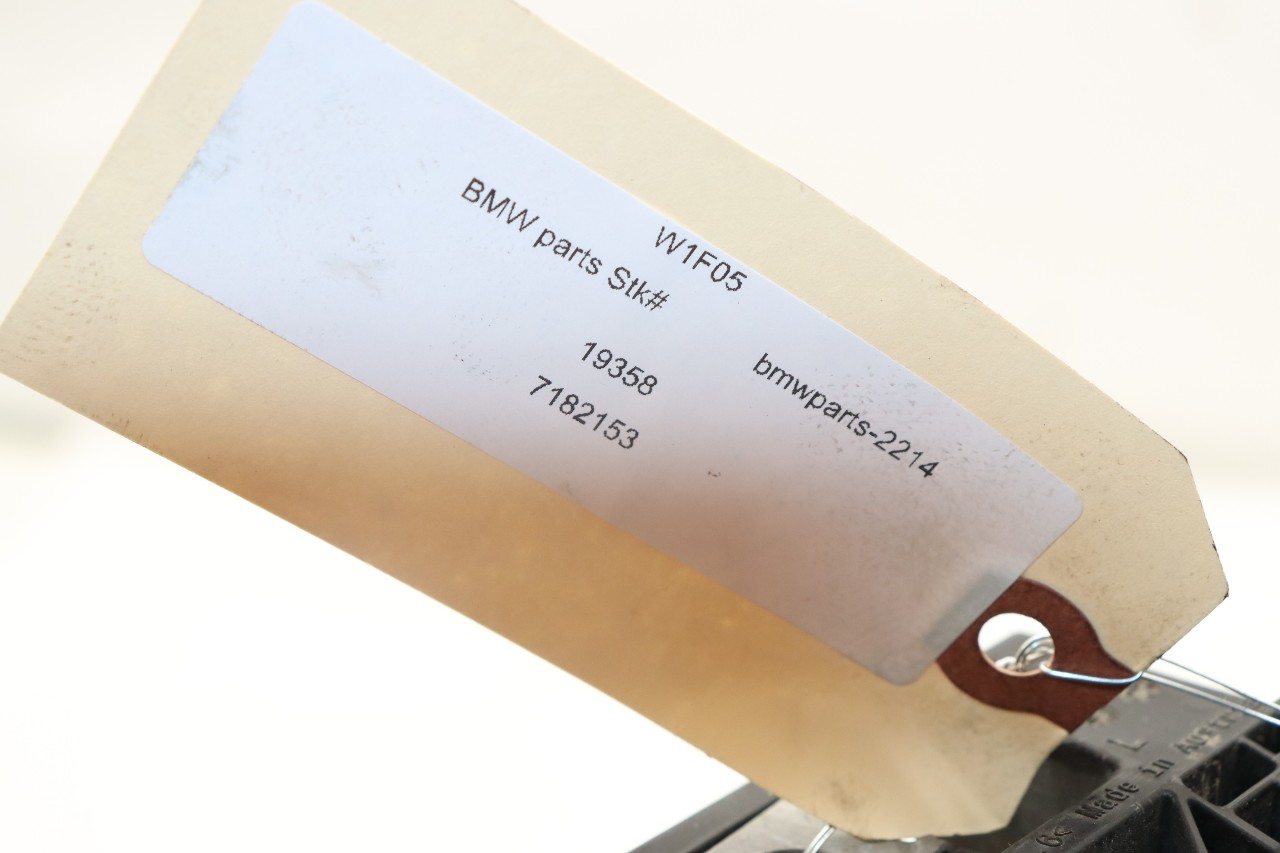 W1F05
BMW parts Stk#
bmwparts-2214
19358
7182153
L
Made in